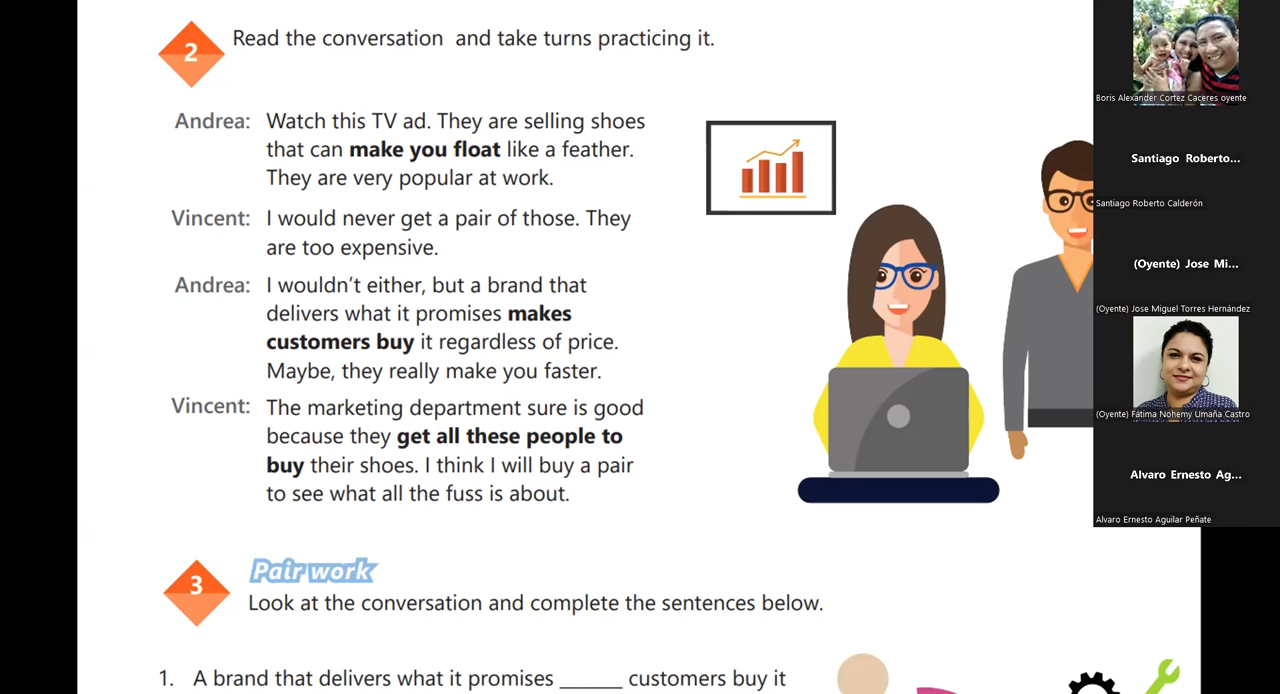 2
Read the conversation and take turns practicing it.
Andrea: Watch this TV ad. They are selling shoes
that can make you float like a feather.
They are very popular at work.
Vincent: I would never get a pair of those. They
are too expensive.
Andrea: I wouldn't either, but a brand that
delivers what it promises makes
customers buy it regardless of price.
Maybe, they really make you faster.
Vincent: The marketing department sure is good
because they get all these people to
buy their shoes. I think I will buy a pair
to see what all the fuss is about.
3
Pair work
Look at the conversation and complete the sentences below.
1. A brand that delivers what it promises ______ customers buy it
Boris Alexander Cortez Caceres oyente
Santiago Roberto...
Santiago Roberto Calderón
(Oyente) Jose Mi...
(Oyente) Jose Miguel Torres Hernández
(Oyente) Fátima Nohemy Umaña Castro
Alvaro Ernesto Ag...
Alvaro Ernesto Aguilar Peñate